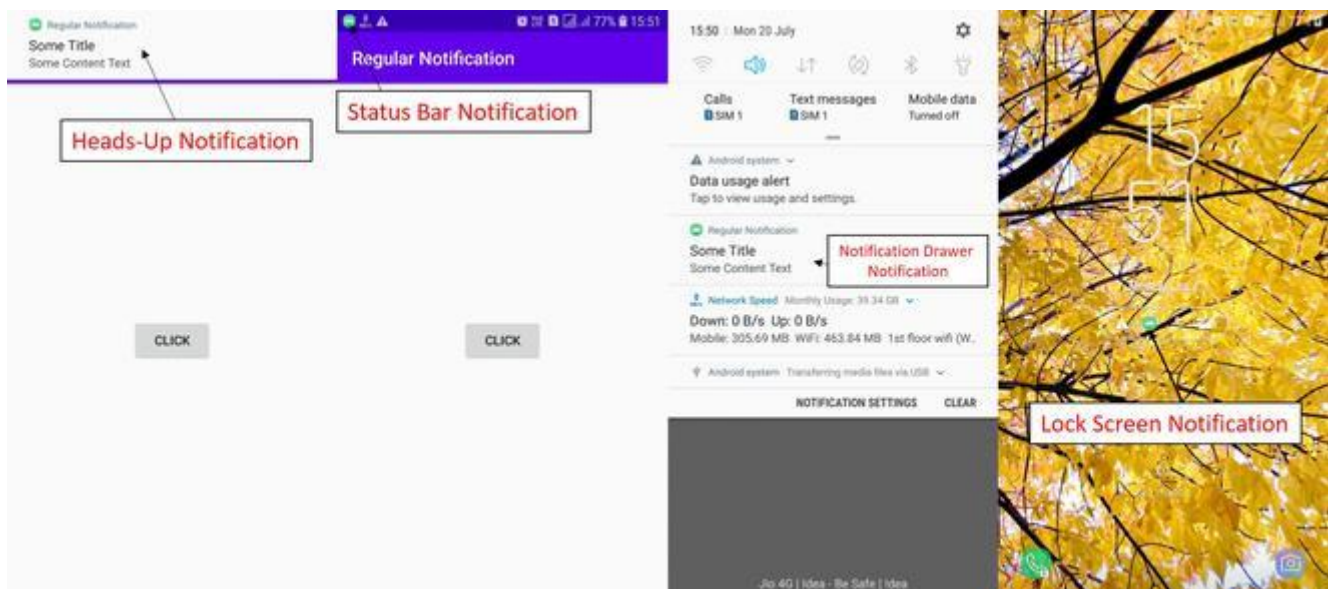 Regular Notification
Some Title
Some Content Text
Heads-Up Notification
CLICK
77% 15:51
Regular Notification
Status Bar Notification
CLICK
15:50 Mon 20 July
Calls Text messages Mobile data
SIM 1 SIM 1 Turned off
Android system
Data usage alert
Tap to view usage and settings.
Regular Notification
Some Title
Some Content Text
Notification Drawer
Notification
Network Speed Monthly Usage: 39.34 GB
Down: 0 B/s Up: 0 B/s
Mobile: 305.69 MB WiFi: 463.84 MB 1st floor wifi (W..
Android system Transferring media files via USB
NOTIFICATION SETTINGS CLEAR
Jio 4G | Idea - Be Safe | Idea
15
51
Lock Screen Notification